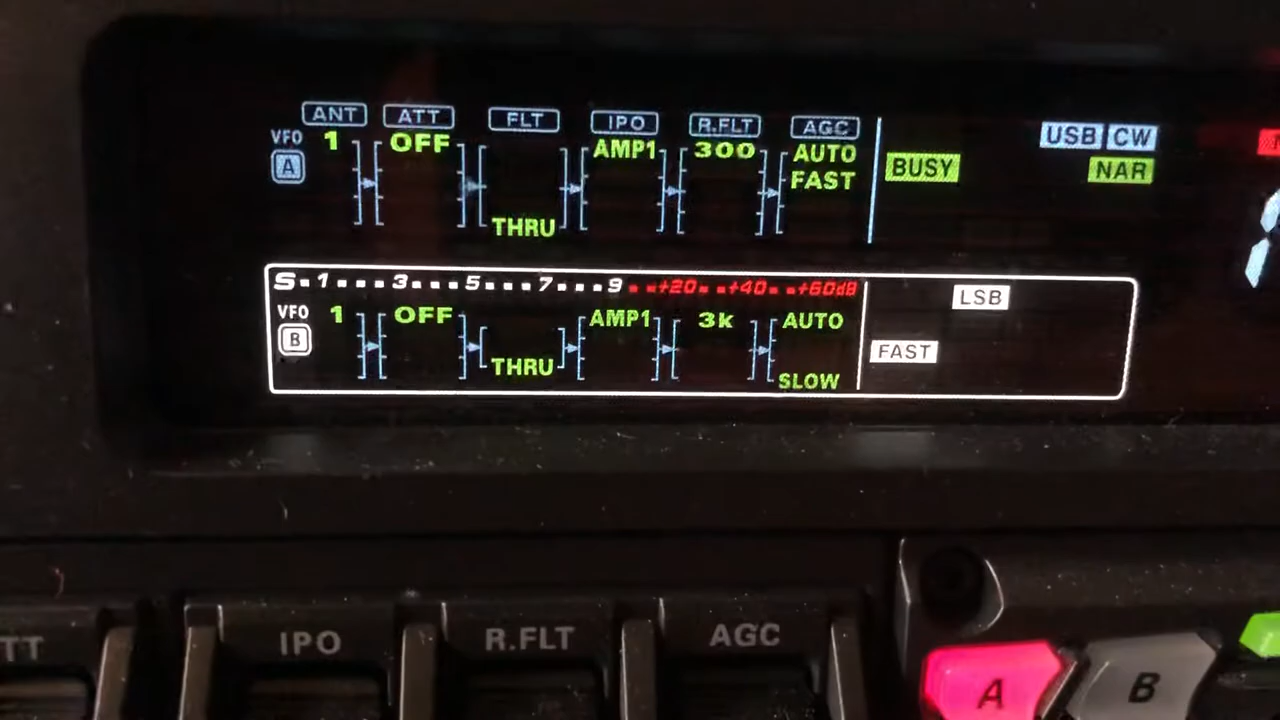 ANT ATT FLT IPO R.FLT AGC USB CW
VFO 1 OFF AMP1 300 AUTO BUSY NAR
A FAST
THRU
S 1 3 5 7 9 +20 +40 +60dB LSB
VFO 1 OFF AMP1 3k AUTO
B FAST
THRU SLOW
IPO R.FLT AGC
A B